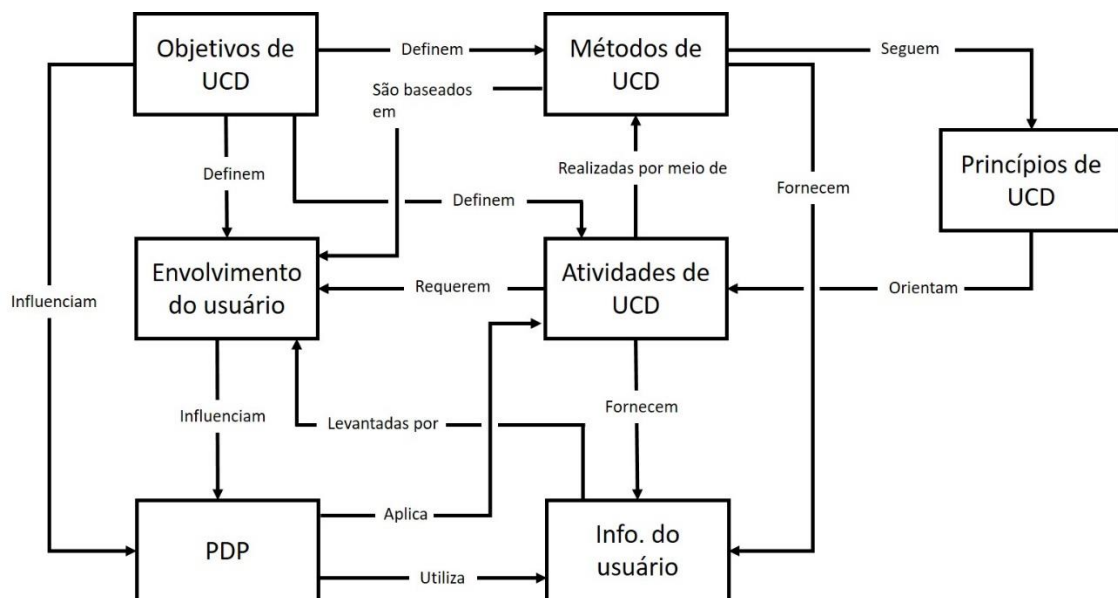 Objetivos de
UCD
Definem
Métodos de
UCD
Seguem
São baseados
em
Definem
Realizadas por meio de
Fornecem
Princípios de
UCD
Definem
Envolvimento
do usuário
Requerem
Atividades de
UCD
Orientam
Influenciam
Influenciam
Levantadas por
Fornecem
PDP
Aplica
Utiliza
Info. do
usuário